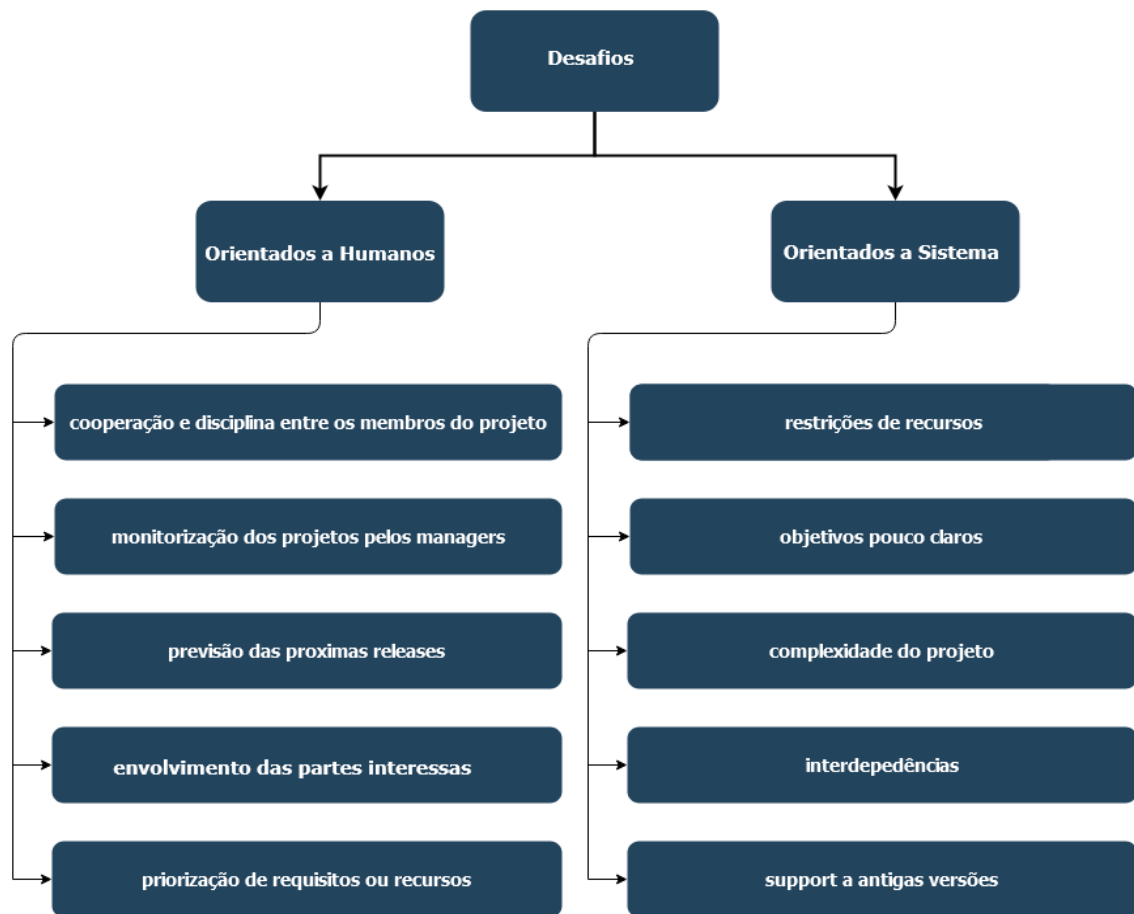 Desafios
Orientados a Humanos
Orientados a Sistema
cooperação e disciplina entre os membros do projeto
monitorização dos projetos pelos managers
previsão das proximas releases
envolvimento das partes interessas
priorização de requisitos ou recursos
restrições de recursos
objetivos pouco claros
complexidade do projeto
interdepedências
support a antigas versões